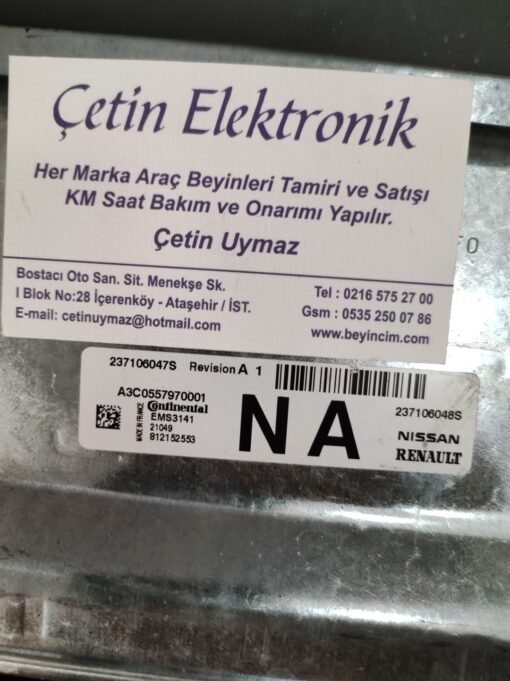 Çetin Elektronik
Her Marka Araç Beyinleri Tamiri ve Satışı
KM Saat Bakım ve Onarımı Yapılır.
Çetin Uymaz
Bostacı Oto San. Sit. Menekşe Sk.
I Blok No:28 İçerenköy - Ataşehir / İST.
E-mail: cetinuymaz@hotmail.com
Tel : 0216 575 27 00
Gsm : 0535 250 07 86
www.beyincim.com
237106047S Revision A 1
A3C0557970001
Continental
EMS3141
21049
812152553
MADE IN FRANCE
NA
237106048S
NISSAN
RENAULT